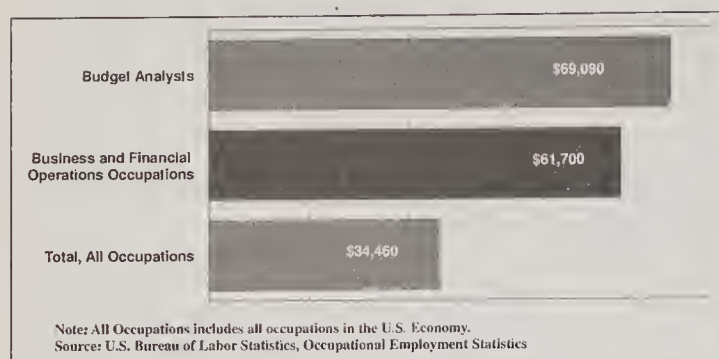 Budget Analysts
$69,090
Business and Financial
Operations Occupations
$61,700
Total, All Occupations
$34,460
Note: All Occupations includes all occupations in the U.S. Economy.
Source: U.S. Bureau of Labor Statistics, Occupational Employment Statistics